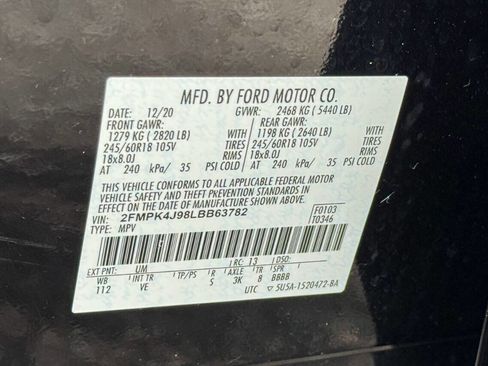 MFD. BY FORD MOTOR CO.
DATE: 12/20 GVWR: 2468 KG ( 5440 LB)
FRONT GAWR: REAR GAWR:
1279 KG ( 2820 LB) WITH 1198 KG ( 2640 LB) WITH
245/60R18 105V TIRES 245/60R18 105V TIRES
18x8.0J RIMS 18x8.0J RIMS
AT 240 kPa/ 35 PSI COLD AT 240 kPa/ 35 PSI COLD
THIS VEHICLE CONFORMS TO ALL APPLICABLE FEDERAL MOTOR
VEHICLE SAFETY AND THEFT PREVENTION STANDARDS IN
EFFECT ON THE DATE OF MANUFACTURE SHOWN ABOVE.
2FMPK4J98LBB63782 F0103
TYPE: MPV T0346
EXT PNT: UM RC: 13 DSO:
WB INT TR TP/PS R AXLE TR SPR
112 VE S 3K 8 BBBB
UTC ▽ 5U5A-1520472-BA